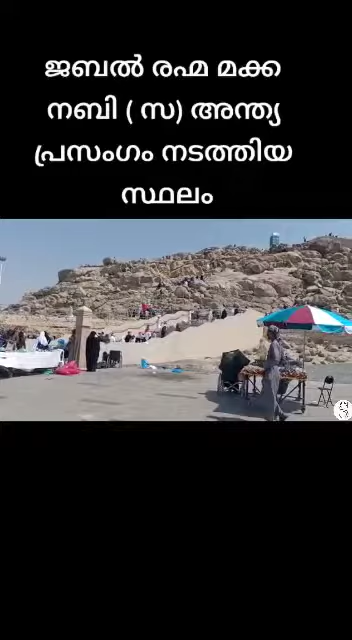 ജബൽ രഹ്മ മക്ക
നബി ( സ) അന്ത്യ
പ്രസംഗം നടത്തിയ
സ്ഥലം